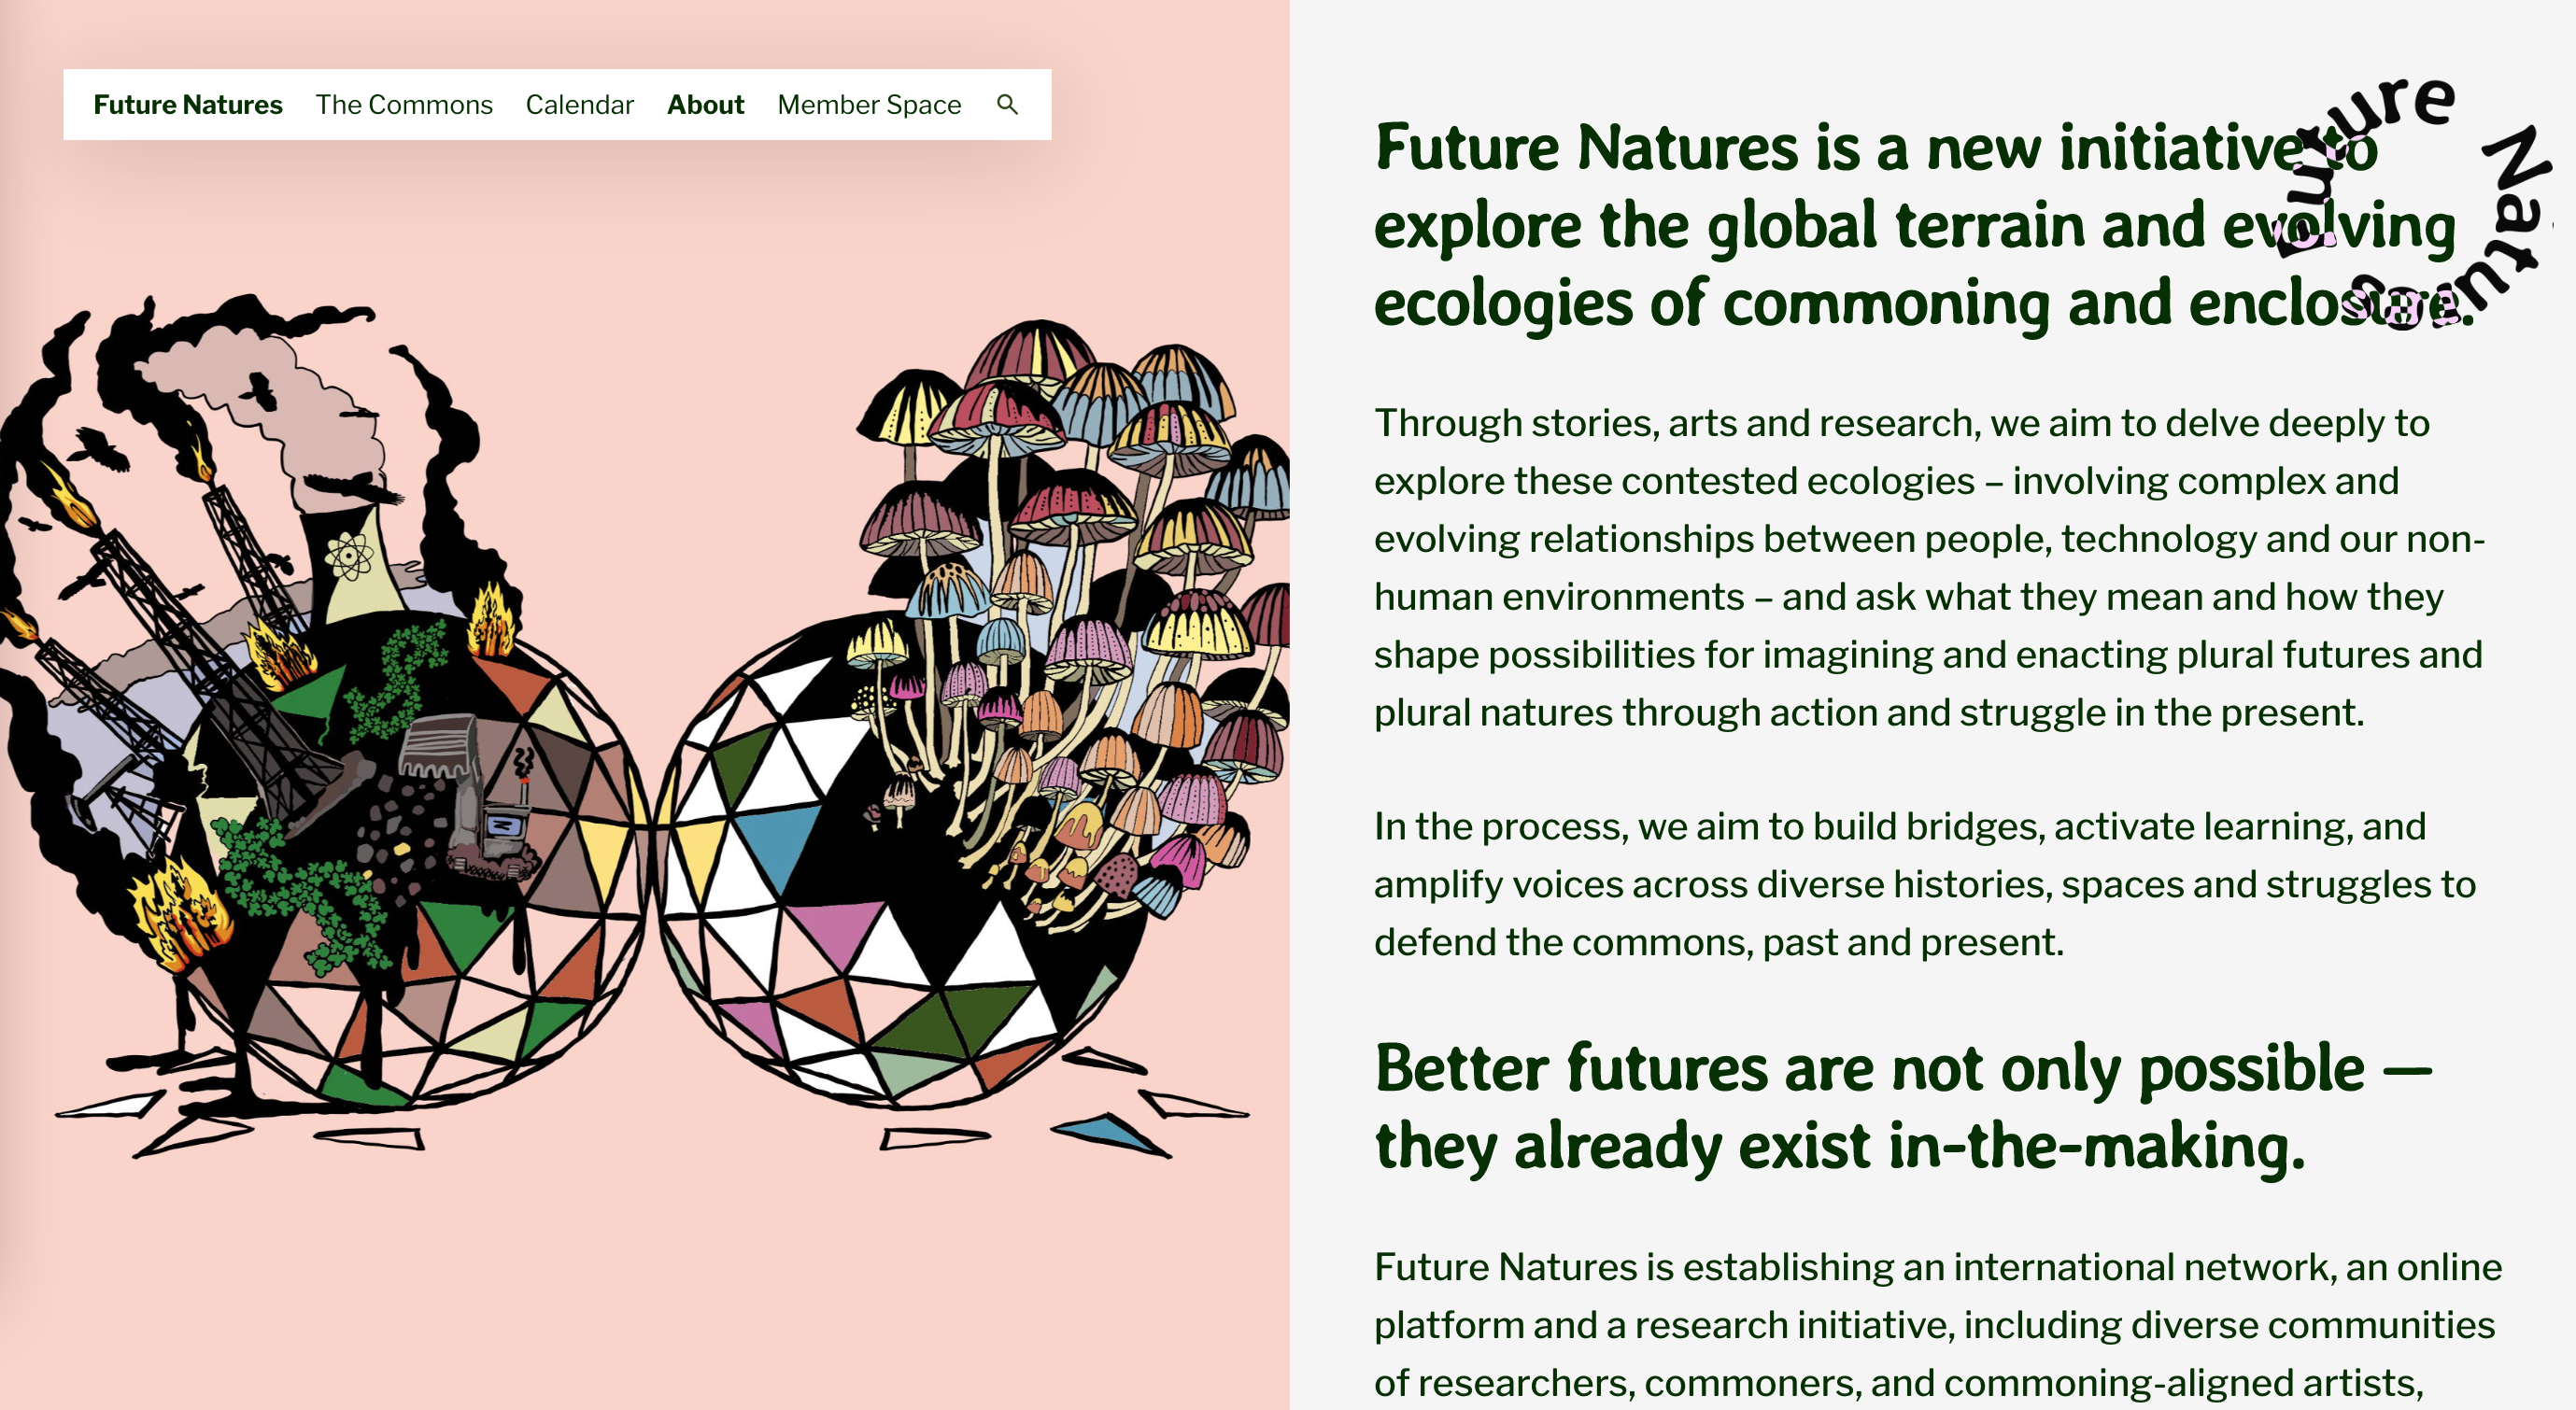 Future Natures The Commons Calendar About Member Space
Future Natures is a new initiative to
explore the global terrain and evolving
ecologies of commoning and enclosure.
Future Natures
Through stories, arts and research, we aim to delve deeply to
explore these contested ecologies – involving complex and
evolving relationships between people, technology and our non-
human environments – and ask what they mean and how they
shape possibilities for imagining and enacting plural futures and
plural natures through action and struggle in the present.
In the process, we aim to build bridges, activate learning, and
amplify voices across diverse histories, spaces and struggles to
defend the commons, past and present.
Better futures are not only possible —
they already exist in-the-making.
Future Natures is establishing an international network, an online
platform and a research initiative, including diverse communities
of researchers, commoners, and commoning-aligned artists,